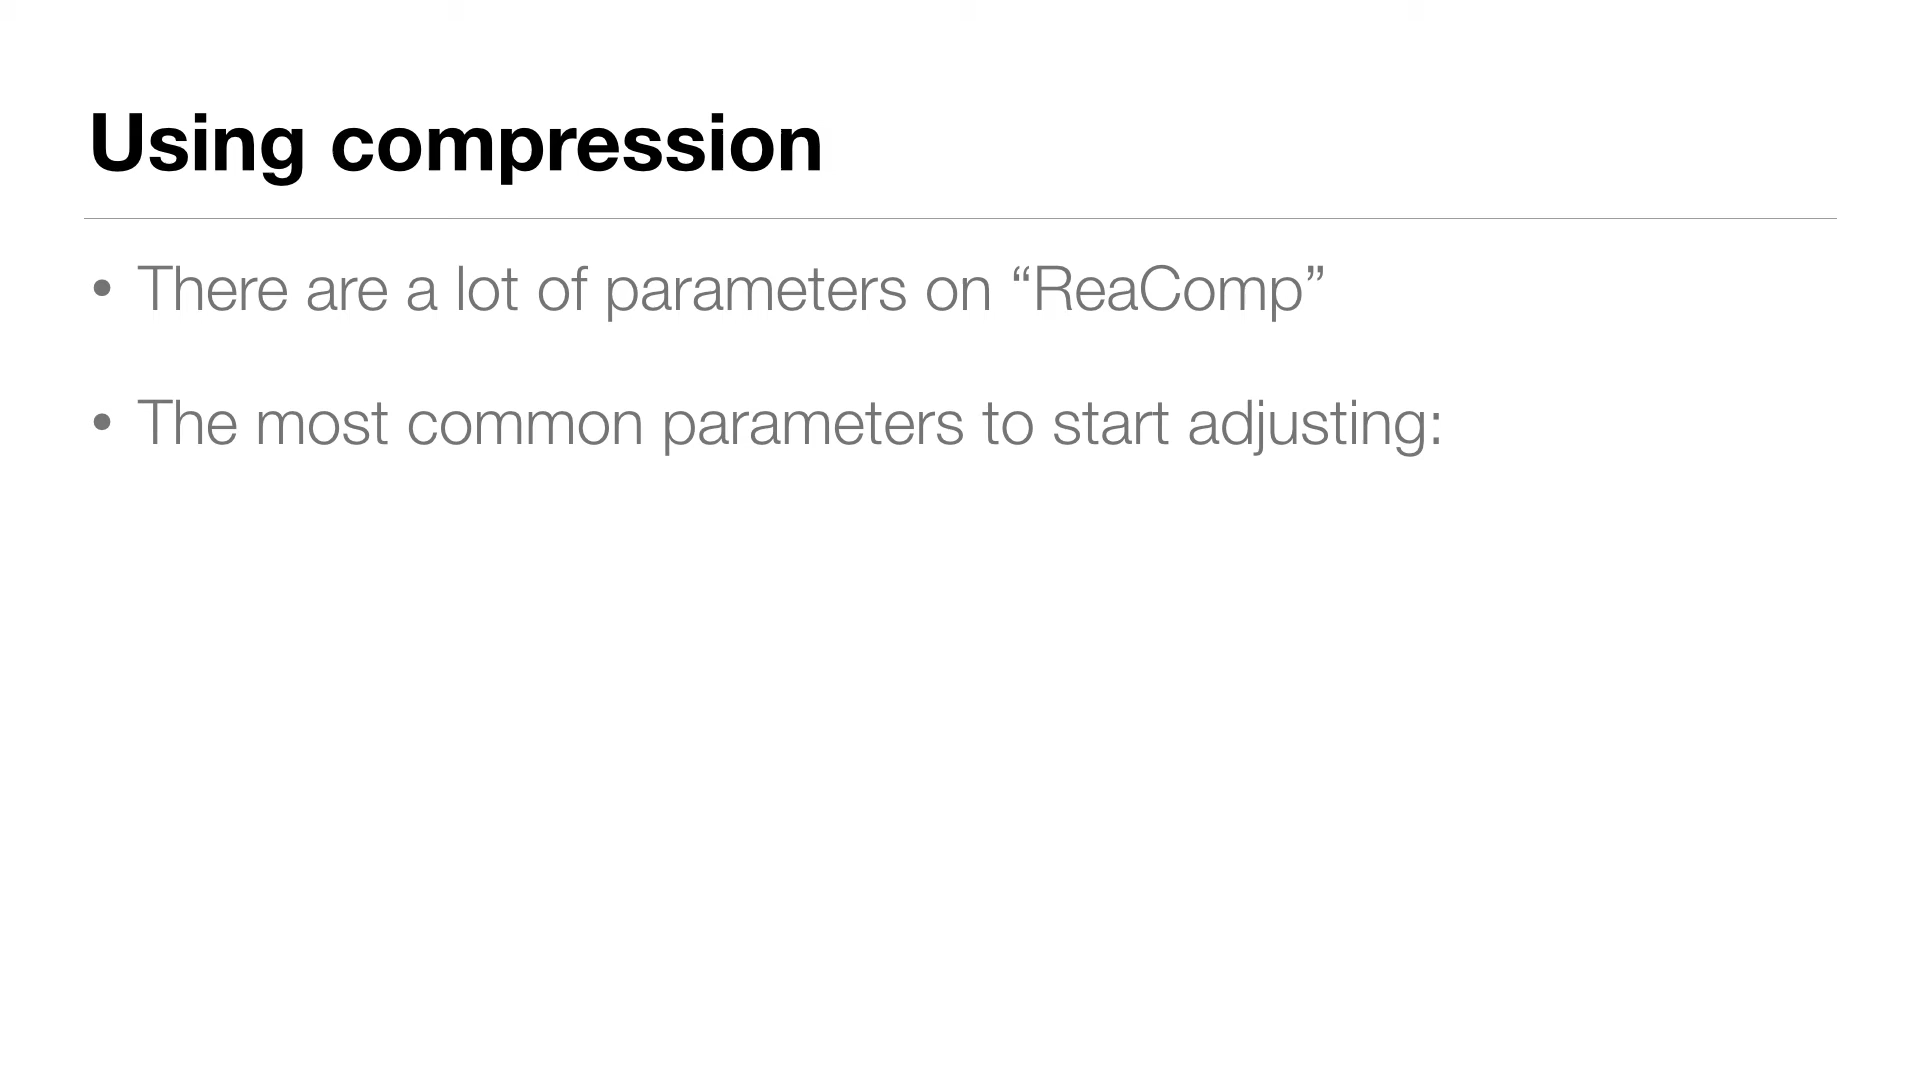 Using compression
• There are a lot of parameters on “ReaComp”
• The most common parameters to start adjusting: